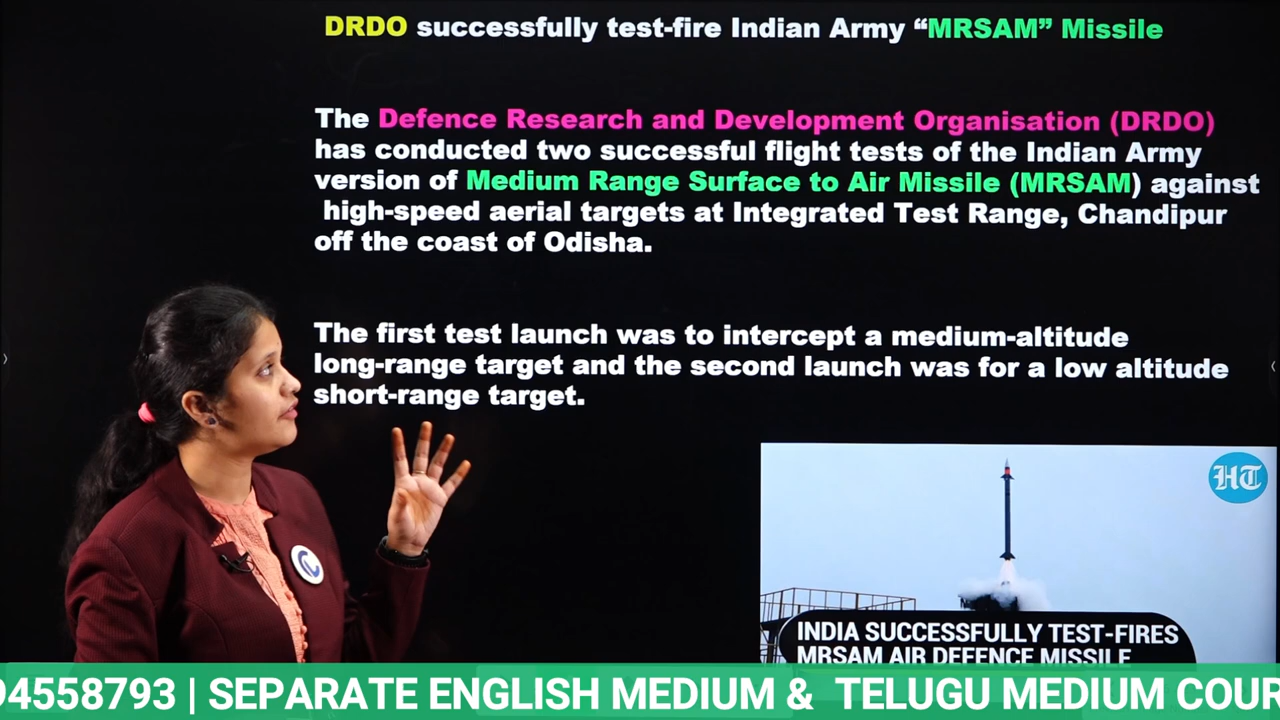 DRDO successfully test-fire Indian Army “MRSAM” Missile
The Defence Research and Development Organisation (DRDO)
has conducted two successful flight tests of the Indian Army
version of Medium Range Surface to Air Missile (MRSAM) against
high-speed aerial targets at Integrated Test Range, Chandipur
off the coast of Odisha.
The first test launch was to intercept a medium-altitude
long-range target and the second launch was for a low altitude
short-range target.
HT
INDIA SUCCESSFULLY TEST-FIRES
MRSAM AIR DEFENCE MISSILE
94558793 | SEPARATE ENGLISH MEDIUM & TELUGU MEDIUM COUR